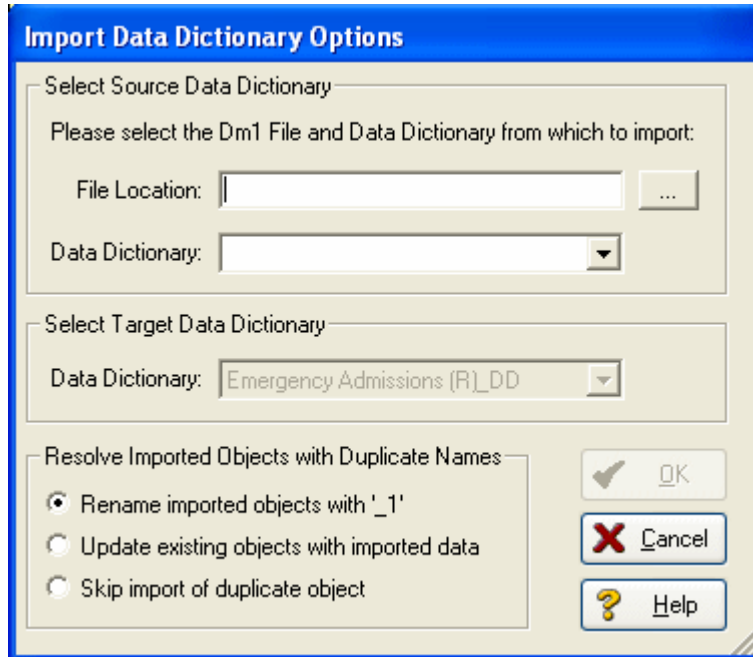 Import Data Dictionary Options
Select Source Data Dictionary
Please select the Dm1 File and Data Dictionary from which to import:
File Location:
...
Data Dictionary:
Select Target Data Dictionary
Data Dictionary: Emergency Admissions (R)_DD
Resolve Imported Objects with Duplicate Names
Rename imported objects with '_1'
Update existing objects with imported data
Skip import of duplicate object
OK
Cancel
Help